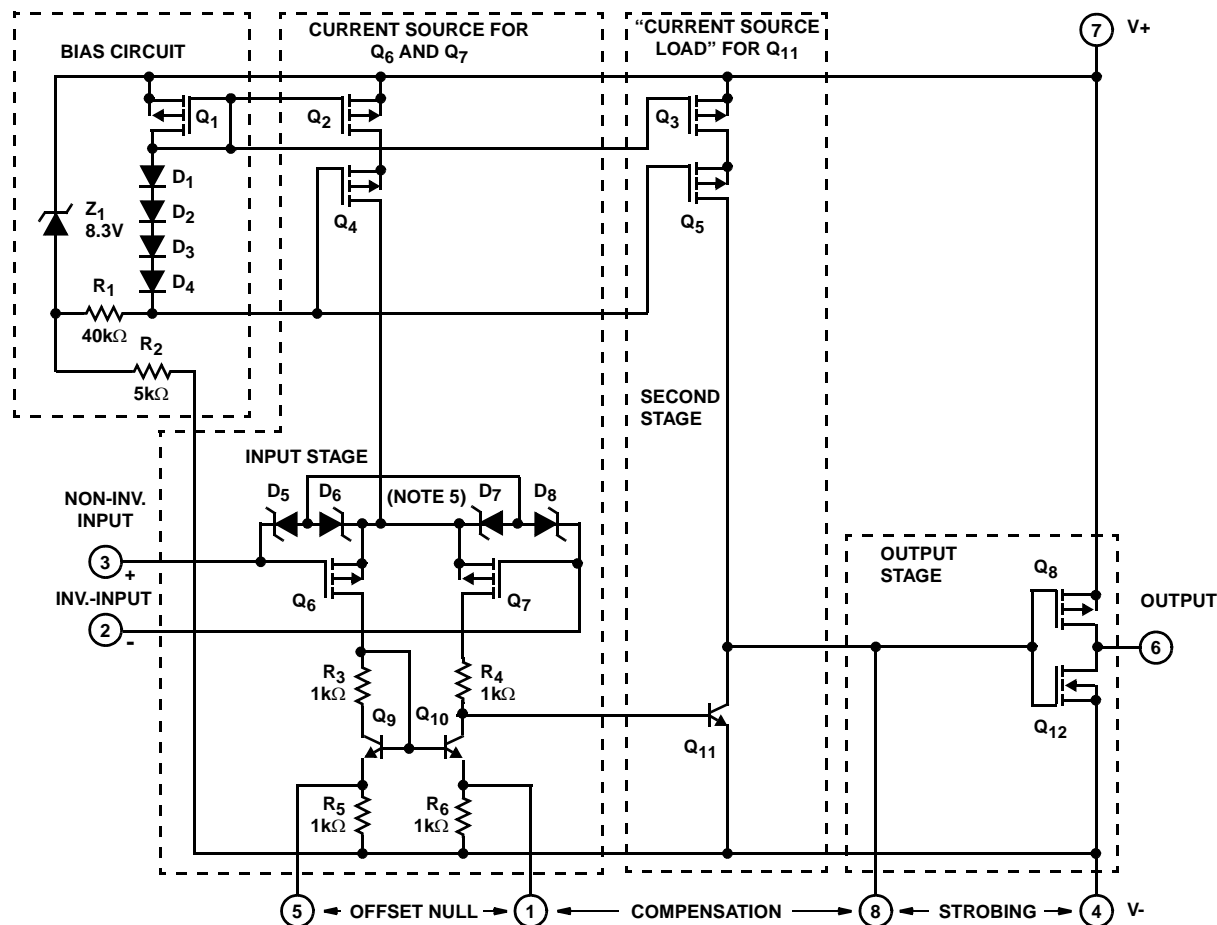 BIAS CIRCUIT
CURRENT SOURCE FOR
Q6 AND Q7
“CURRENT SOURCE
LOAD” FOR Q11
7
V+
Q1
Q2
Q3
D1
D2
D3
D4
Z1
8.3V
Q4
Q5
R1
40kΩ
R2
5kΩ
SECOND
STAGE
INPUT STAGE
D5
D6
(NOTE 5)
D7
D8
NON-INV.
INPUT
3
+
Q6
Q7
INV.-INPUT
2
-
OUTPUT
STAGE
Q8
OUTPUT
6
R3
1kΩ
R4
1kΩ
Q9
Q10
Q11
Q12
R5
1kΩ
R6
1kΩ
5
OFFSET NULL
1
COMPENSATION
8
STROBING
4
V-